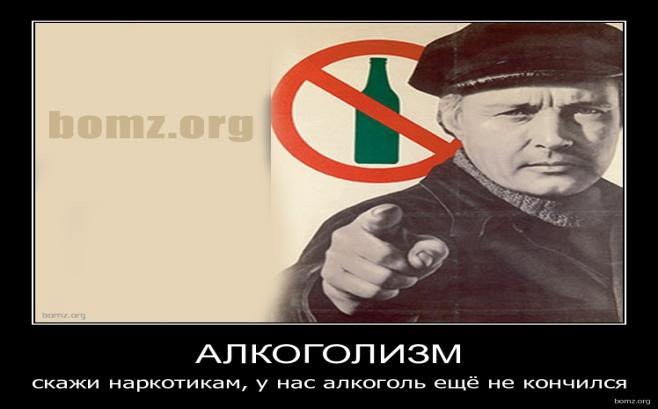 bomz.org
bomz.org
АЛКОГОЛИЗМ
скажи наркотикам, у нас алкоголь ещё не кончился
bomz.org